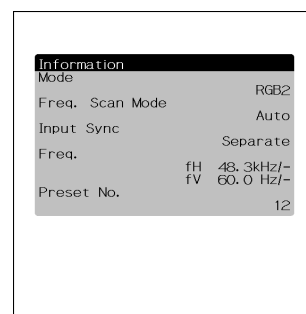 Information
Mode
RGB2
Freq. Scan Mode
Auto
Input Sync
Separate
Freq.
fH 48.3kHz/-
fV 60.0 Hz/-
Preset No.
12